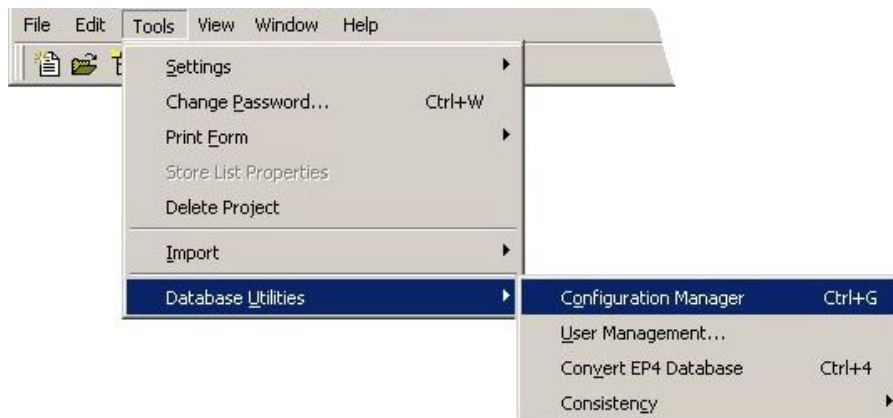 File Edit Tools View Window Help
Settings
Change Password... Ctrl+W
Print Form
Store List Properties
Delete Project
Import
Database Utilities
Configuration Manager Ctrl+G
User Management...
Convert EP4 Database Ctrl+4
Consistency